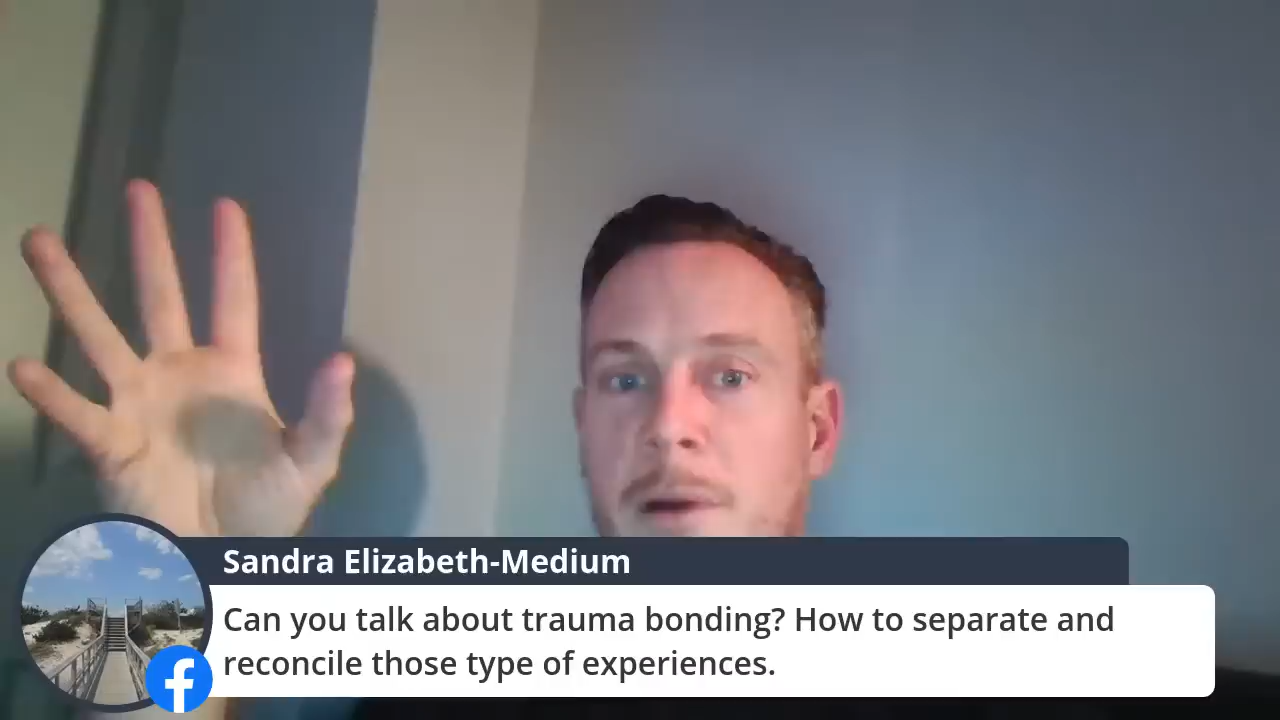 Sandra Elizabeth-Medium
Can you talk about trauma bonding? How to separate and
reconcile those type of experiences.